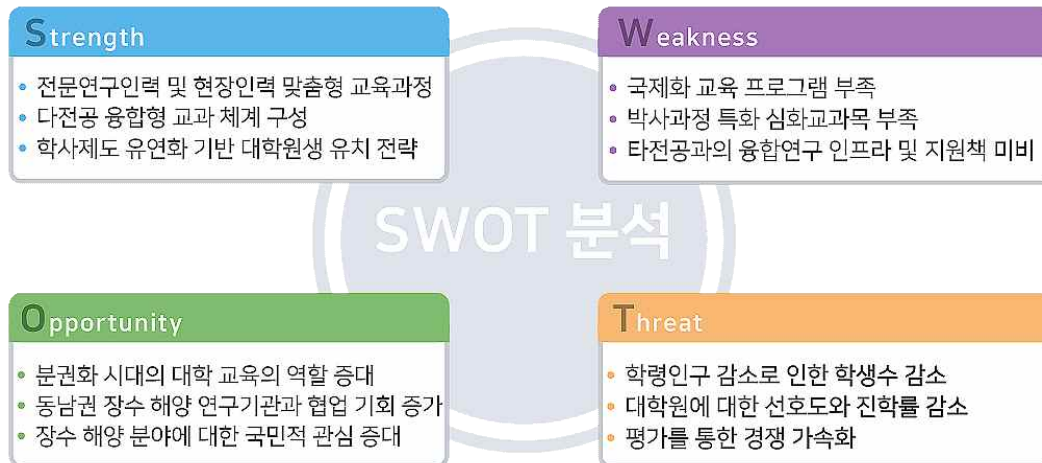 Strength
• 전문연구인력 및 현장인력 맞춤형 교육과정
• 다전공 융합형 교과 체계 구성
• 학사제도 유연화 기반 대학원생 유치 전략
Weakness
• 국제화 교육 프로그램 부족
• 박사과정 특화 심화교과목 부족
• 타전공과의 융합연구 인프라 및 지원책 미비
SWOT 분석
Opportunity
• 분권화 시대의 대학 교육의 역할 증대
• 동남권 장수 해양 연구기관과 협업 기회 증가
• 장수 해양 분야에 대한 국민적 관심 증대
Threat
• 학령인구 감소로 인한 학생수 감소
• 대학원에 대한 선호도와 진학률 감소
• 평가를 통한 경쟁 가속화